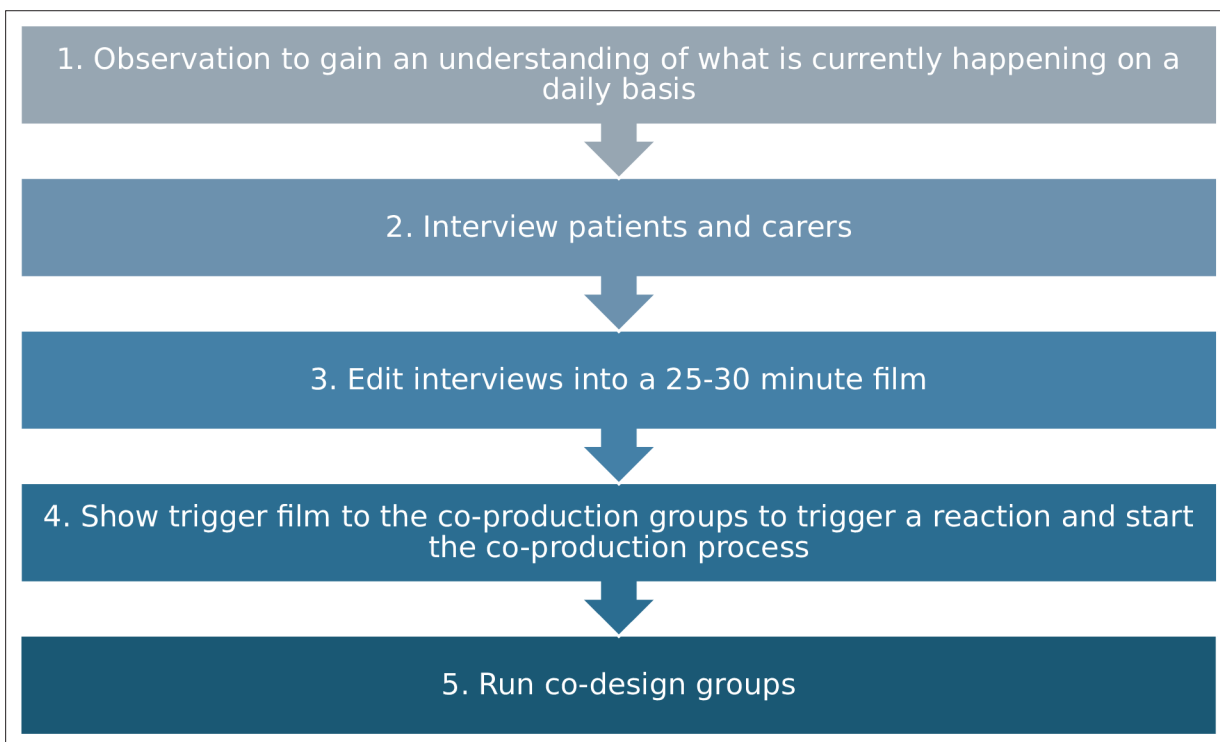 1. Observation to gain an understanding of what is currently happening on a
daily basis
2. Interview patients and carers
3. Edit interviews into a 25-30 minute film
4. Show trigger film to the co-production groups to trigger a reaction and start
the co-production process
5. Run co-design groups